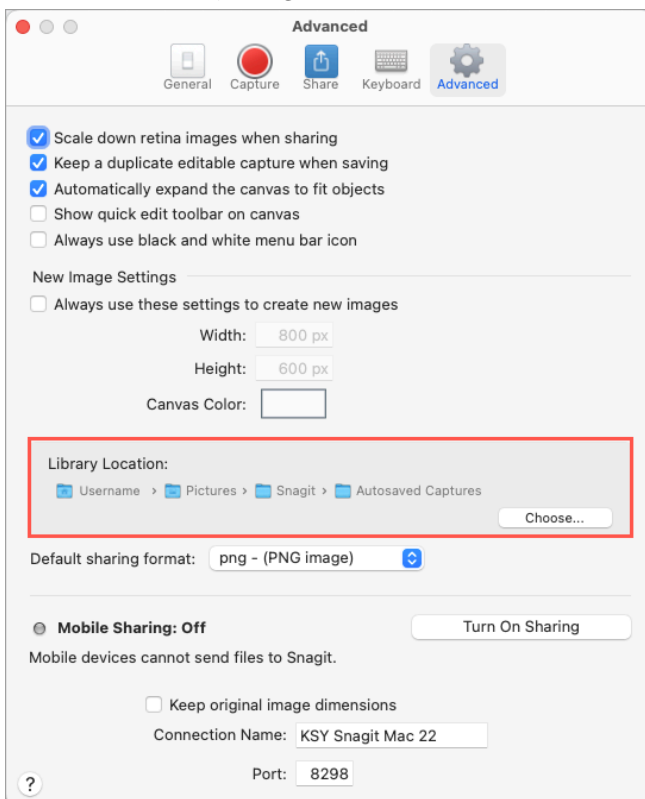 Advanced
General Capture Share Keyboard Advanced
Scale down retina images when sharing
Keep a duplicate editable capture when saving
Automatically expand the canvas to fit objects
Show quick edit toolbar on canvas
Always use black and white menu bar icon
New Image Settings
Always use these settings to create new images
Width: 800 px
Height: 600 px
Canvas Color:
Library Location:
Username › Pictures › Snagit › Autosaved Captures
Choose...
Default sharing format: png - (PNG image)
Mobile Sharing: Off Turn On Sharing
Mobile devices cannot send files to Snagit.
Keep original image dimensions
Connection Name: KSY Snagit Mac 22
Port: 8298
?